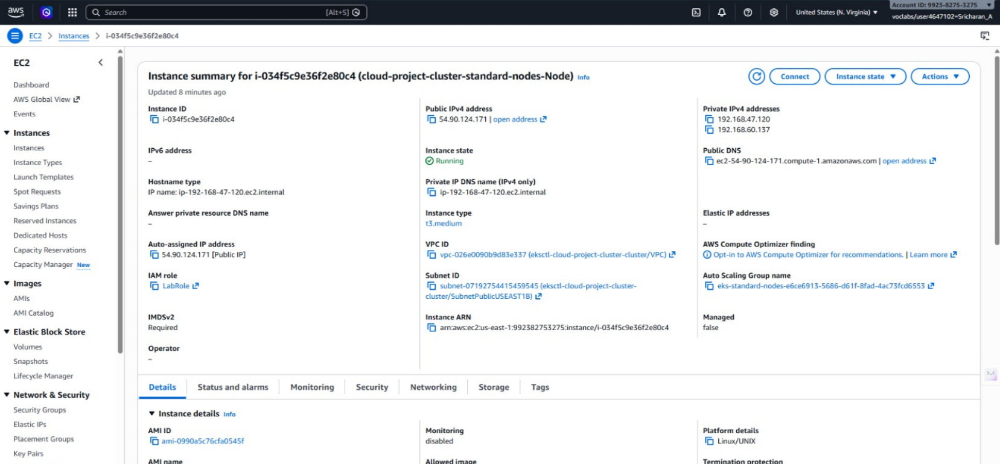 aws
Search [Alt+S]
United States (N. Virginia)
Account ID: 9923-8275-3275
voclabs/user4647102=Sricharan_A
EC2 > Instances > i-034f5c9e36f2e80c4
EC2
Dashboard
AWS Global View
Events
Instances
Instances
Instance Types
Launch Templates
Spot Requests
Savings Plans
Reserved Instances
Dedicated Hosts
Capacity Reservations
Capacity Manager New
Images
AMIs
AMI Catalog
Elastic Block Store
Volumes
Snapshots
Lifecycle Manager
Network & Security
Security Groups
Elastic IPs
Placement Groups
Key Pairs
Instance summary for i-034f5c9e36f2e80c4 (cloud-project-cluster-standard-nodes-Node) Info
Connect
Instance state
Actions
Updated 8 minutes ago
Instance ID
i-034f5c9e36f2e80c4
Public IPv4 address
54.90.124.171 | open address
Private IPv4 addresses
192.168.47.120
192.168.60.137
IPv6 address
–
Instance state
Running
Public DNS
ec2-54-90-124-171.compute-1.amazonaws.com | open address
Hostname type
IP name: ip-192-168-47-120.ec2.internal
Private IP DNS name (IPv4 only)
ip-192-168-47-120.ec2.internal
Answer private resource DNS name
–
Instance type
t3.medium
Elastic IP addresses
–
Auto-assigned IP address
54.90.124.171 [Public IP]
VPC ID
vpc-026e0090b9d83e337 (eksctl-cloud-project-cluster-cluster/VPC)
AWS Compute Optimizer finding
Opt-in to AWS Compute Optimizer for recommendations. | Learn more
IAM role
LabRole
Subnet ID
subnet-07192754415459545 (eksctl-cloud-project-cluster-
cluster/SubnetPublicUSEAST1B)
Auto Scaling Group name
eks-standard-nodes-e6ce6913-5686-d61f-8fad-4ac73fcd6553
IMDSv2
Required
Instance ARN
arn:aws:ec2:us-east-1:992382753275:instance/i-034f5c9e36f2e80c4
Managed
false
Operator
–
Details
Status and alarms
Monitoring
Security
Networking
Storage
Tags
Instance details Info
AMI ID
ami-0990a5c76cfa0545f
Monitoring
disabled
Platform details
Linux/UNIX
AMI name
Allowed image
Termination protection